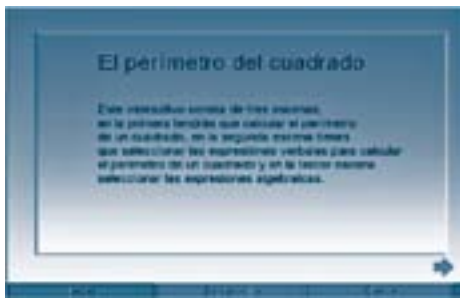 El perímetro del cuadrado
Este interactivo consta de tres escenas,
en la primera tendrás que calcular el perímetro
de un cuadrado, en la segunda escena tienes
que seleccionar las expresiones verbales para calcular
el perímetro de un cuadrado y en la tercer escena
seleccionar las expresiones algebraicas.